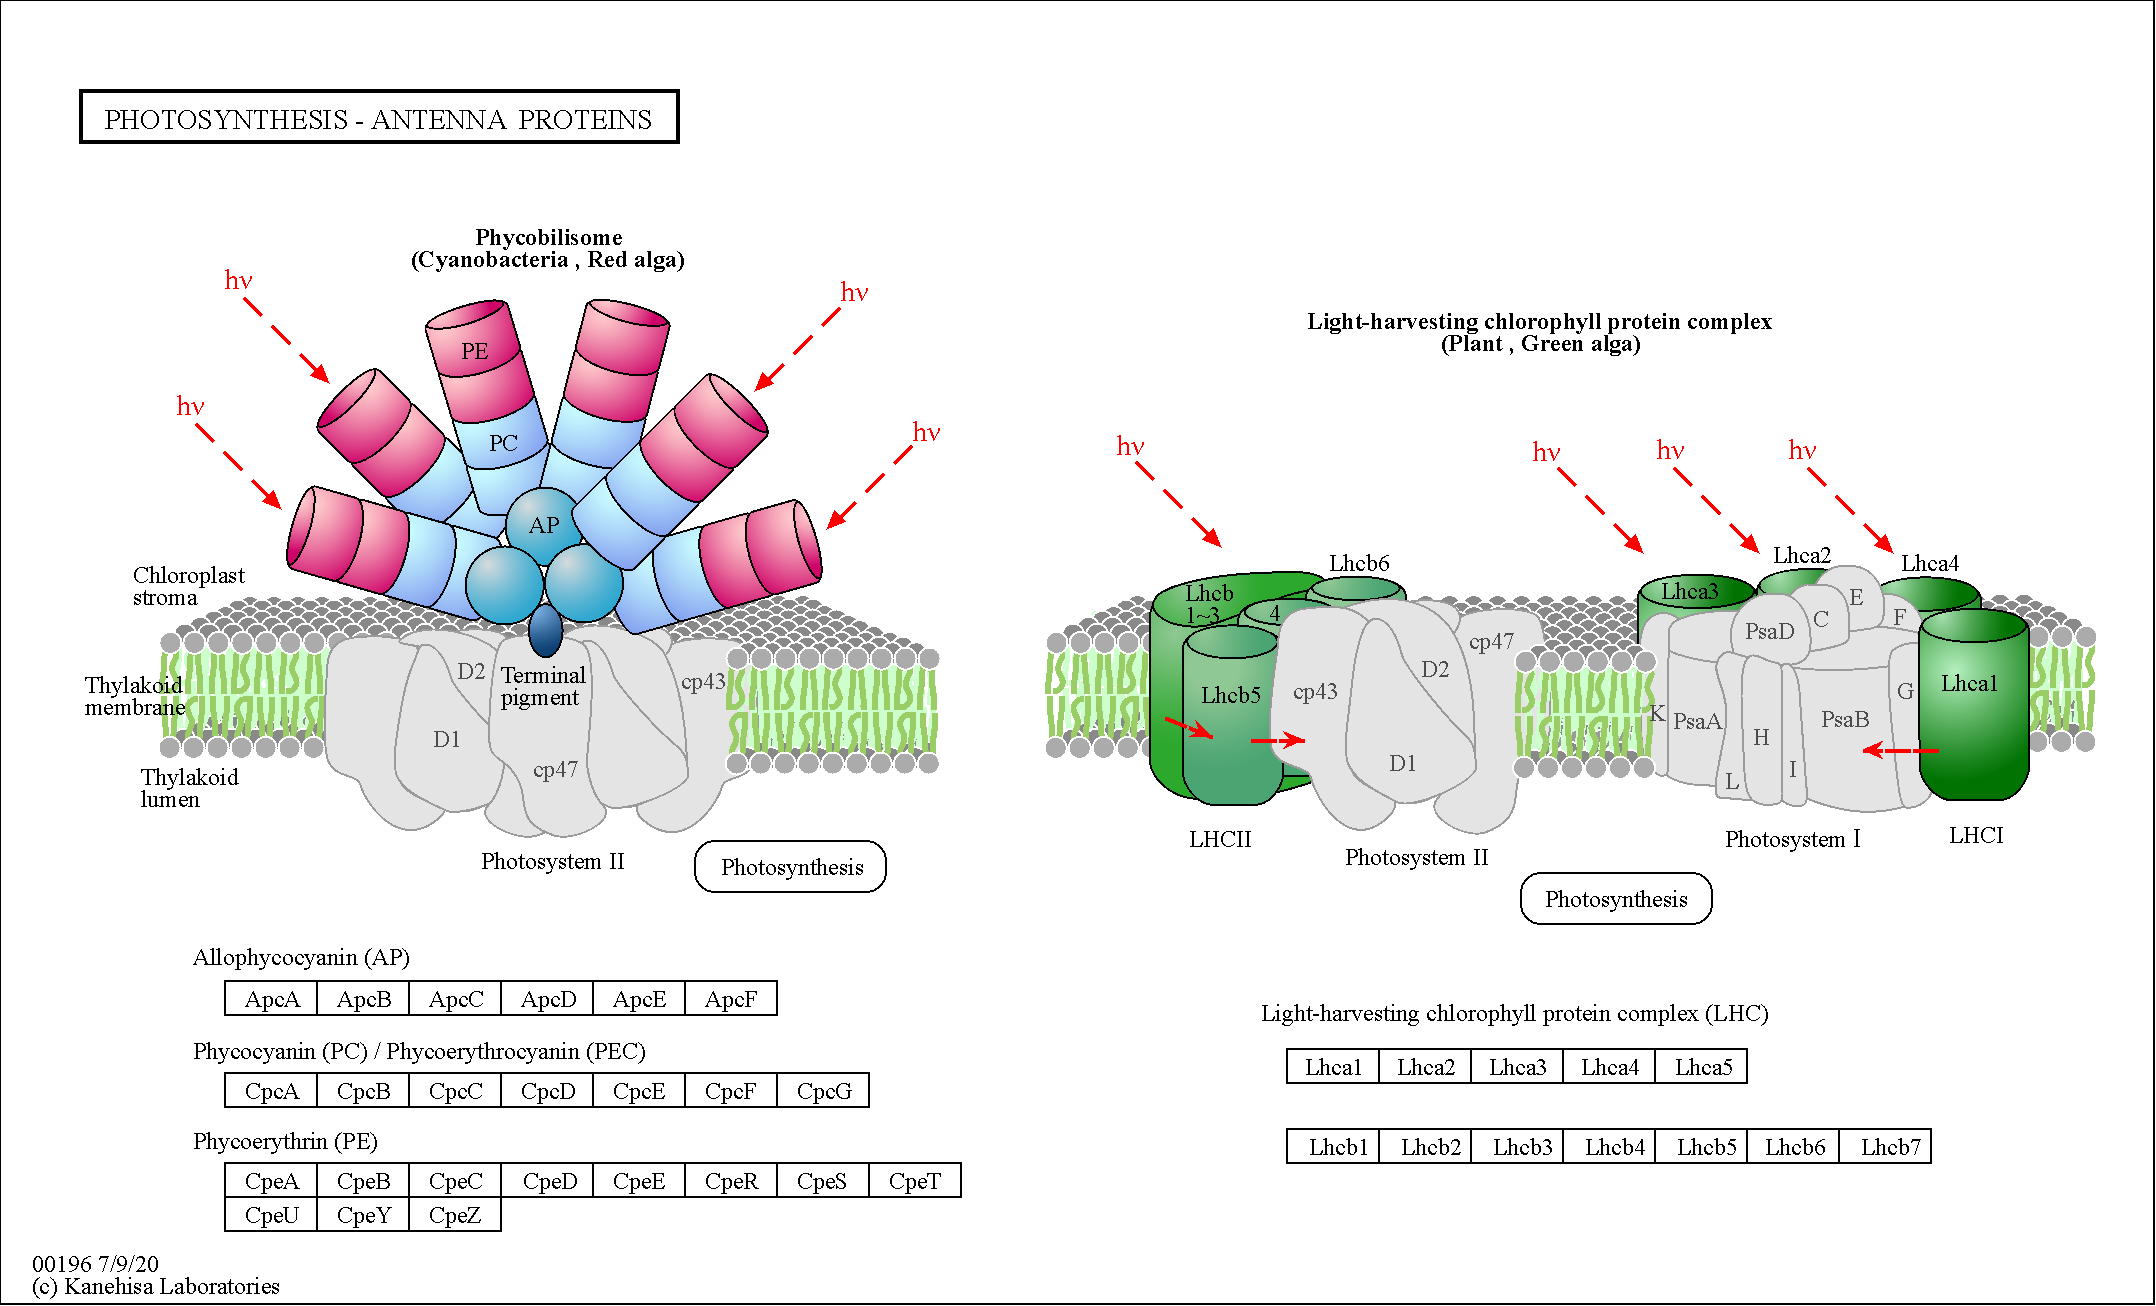 PHOTOSYNTHESIS - ANTENNA PROTEINS
Phycobilisome
(Cyanobacteria , Red alga)
hν
hν
hν
hν
PE
PC
AP
Chloroplast
stroma
Thylakoid
membrane
Thylakoid
lumen
D2
Terminal
pigment
cp43
D1
cp47
Photosystem II
Photosynthesis
Light-harvesting chlorophyll protein complex
(Plant , Green alga)
hν
hν
hν
hν
Lhcb
1~3
4
Lhcb6
Lhcb5
cp43
D2
cp47
D1
LHCII
Photosystem II
Lhca3
Lhca2
Lhca4
PsaD
C
E
F
K
PsaA
L
H
I
PsaB
G
Lhca1
Photosystem I
LHCI
Photosynthesis
Allophycocyanin (AP)
ApcA ApcB ApcC ApcD ApcE ApcF
Phycocyanin (PC) / Phycoerythrocyanin (PEC)
CpcA CpcB CpcC CpcD CpcE CpcF CpcG
Phycoerythrin (PE)
CpeA CpeB CpeC CpeD CpeE CpeR CpeS CpeT
CpeU CpeY CpeZ
Light-harvesting chlorophyll protein complex (LHC)
Lhca1 Lhca2 Lhca3 Lhca4 Lhca5
Lhcb1 Lhcb2 Lhcb3 Lhcb4 Lhcb5 Lhcb6 Lhcb7
00196 7/9/20
(c) Kanehisa Laboratories